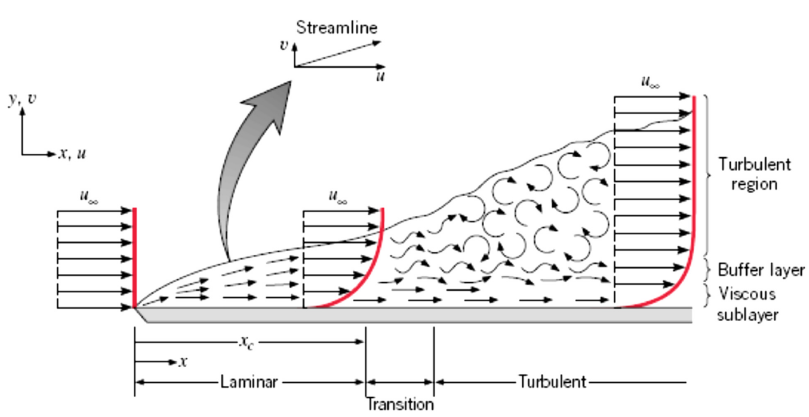 Streamline
v
u
y, v
x, u
u∞
u∞
u∞
Turbulent
region
Buffer layer
Viscous
sublayer
xc
x
Laminar
Transition
Turbulent